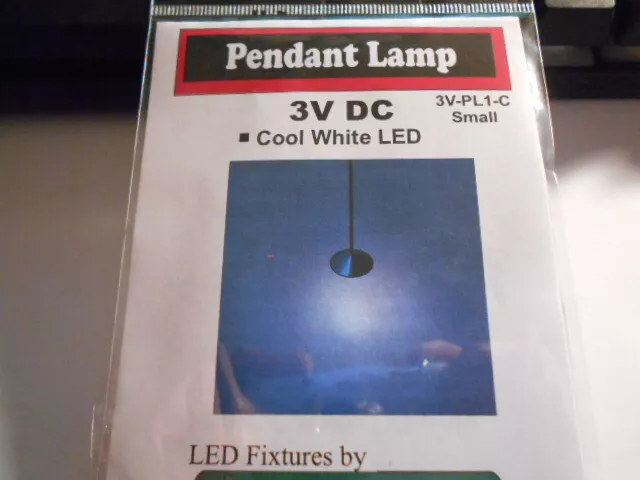 Pendant Lamp
3V DC
3V-PL1-C
Small
■ Cool White LED
LED Fixtures by